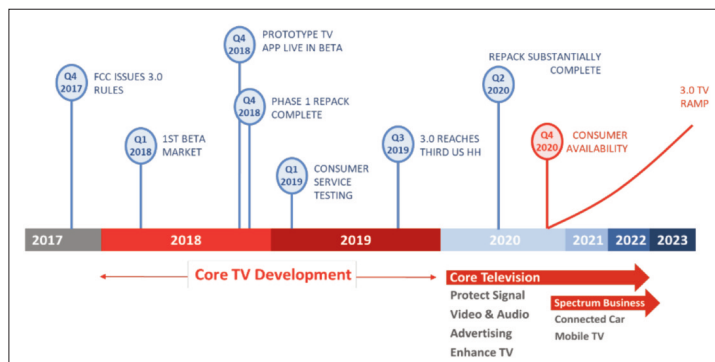 Q4
2017
FCC ISSUES 3.0
RULES
Q1
2018
1ST BETA
MARKET
Q4
2018
PROTOTYPE TV
APP LIVE IN BETA
Q4
2018
PHASE 1 REPACK
COMPLETE
Q1
2019
CONSUMER
SERVICE
TESTING
Q3
2019
3.0 REACHES
THIRD US HH
REPACK SUBSTANTIALLY
COMPLETE
Q2
2020
Q4
2020
CONSUMER
AVAILABILITY
3.0 TV
RAMP
2017 2018 2019 2020 2021 2022 2023
Core TV Development
Core Television
Protect Signal
Video & Audio
Advertising
Enhance TV
Spectrum Business
Connected Car
Mobile TV